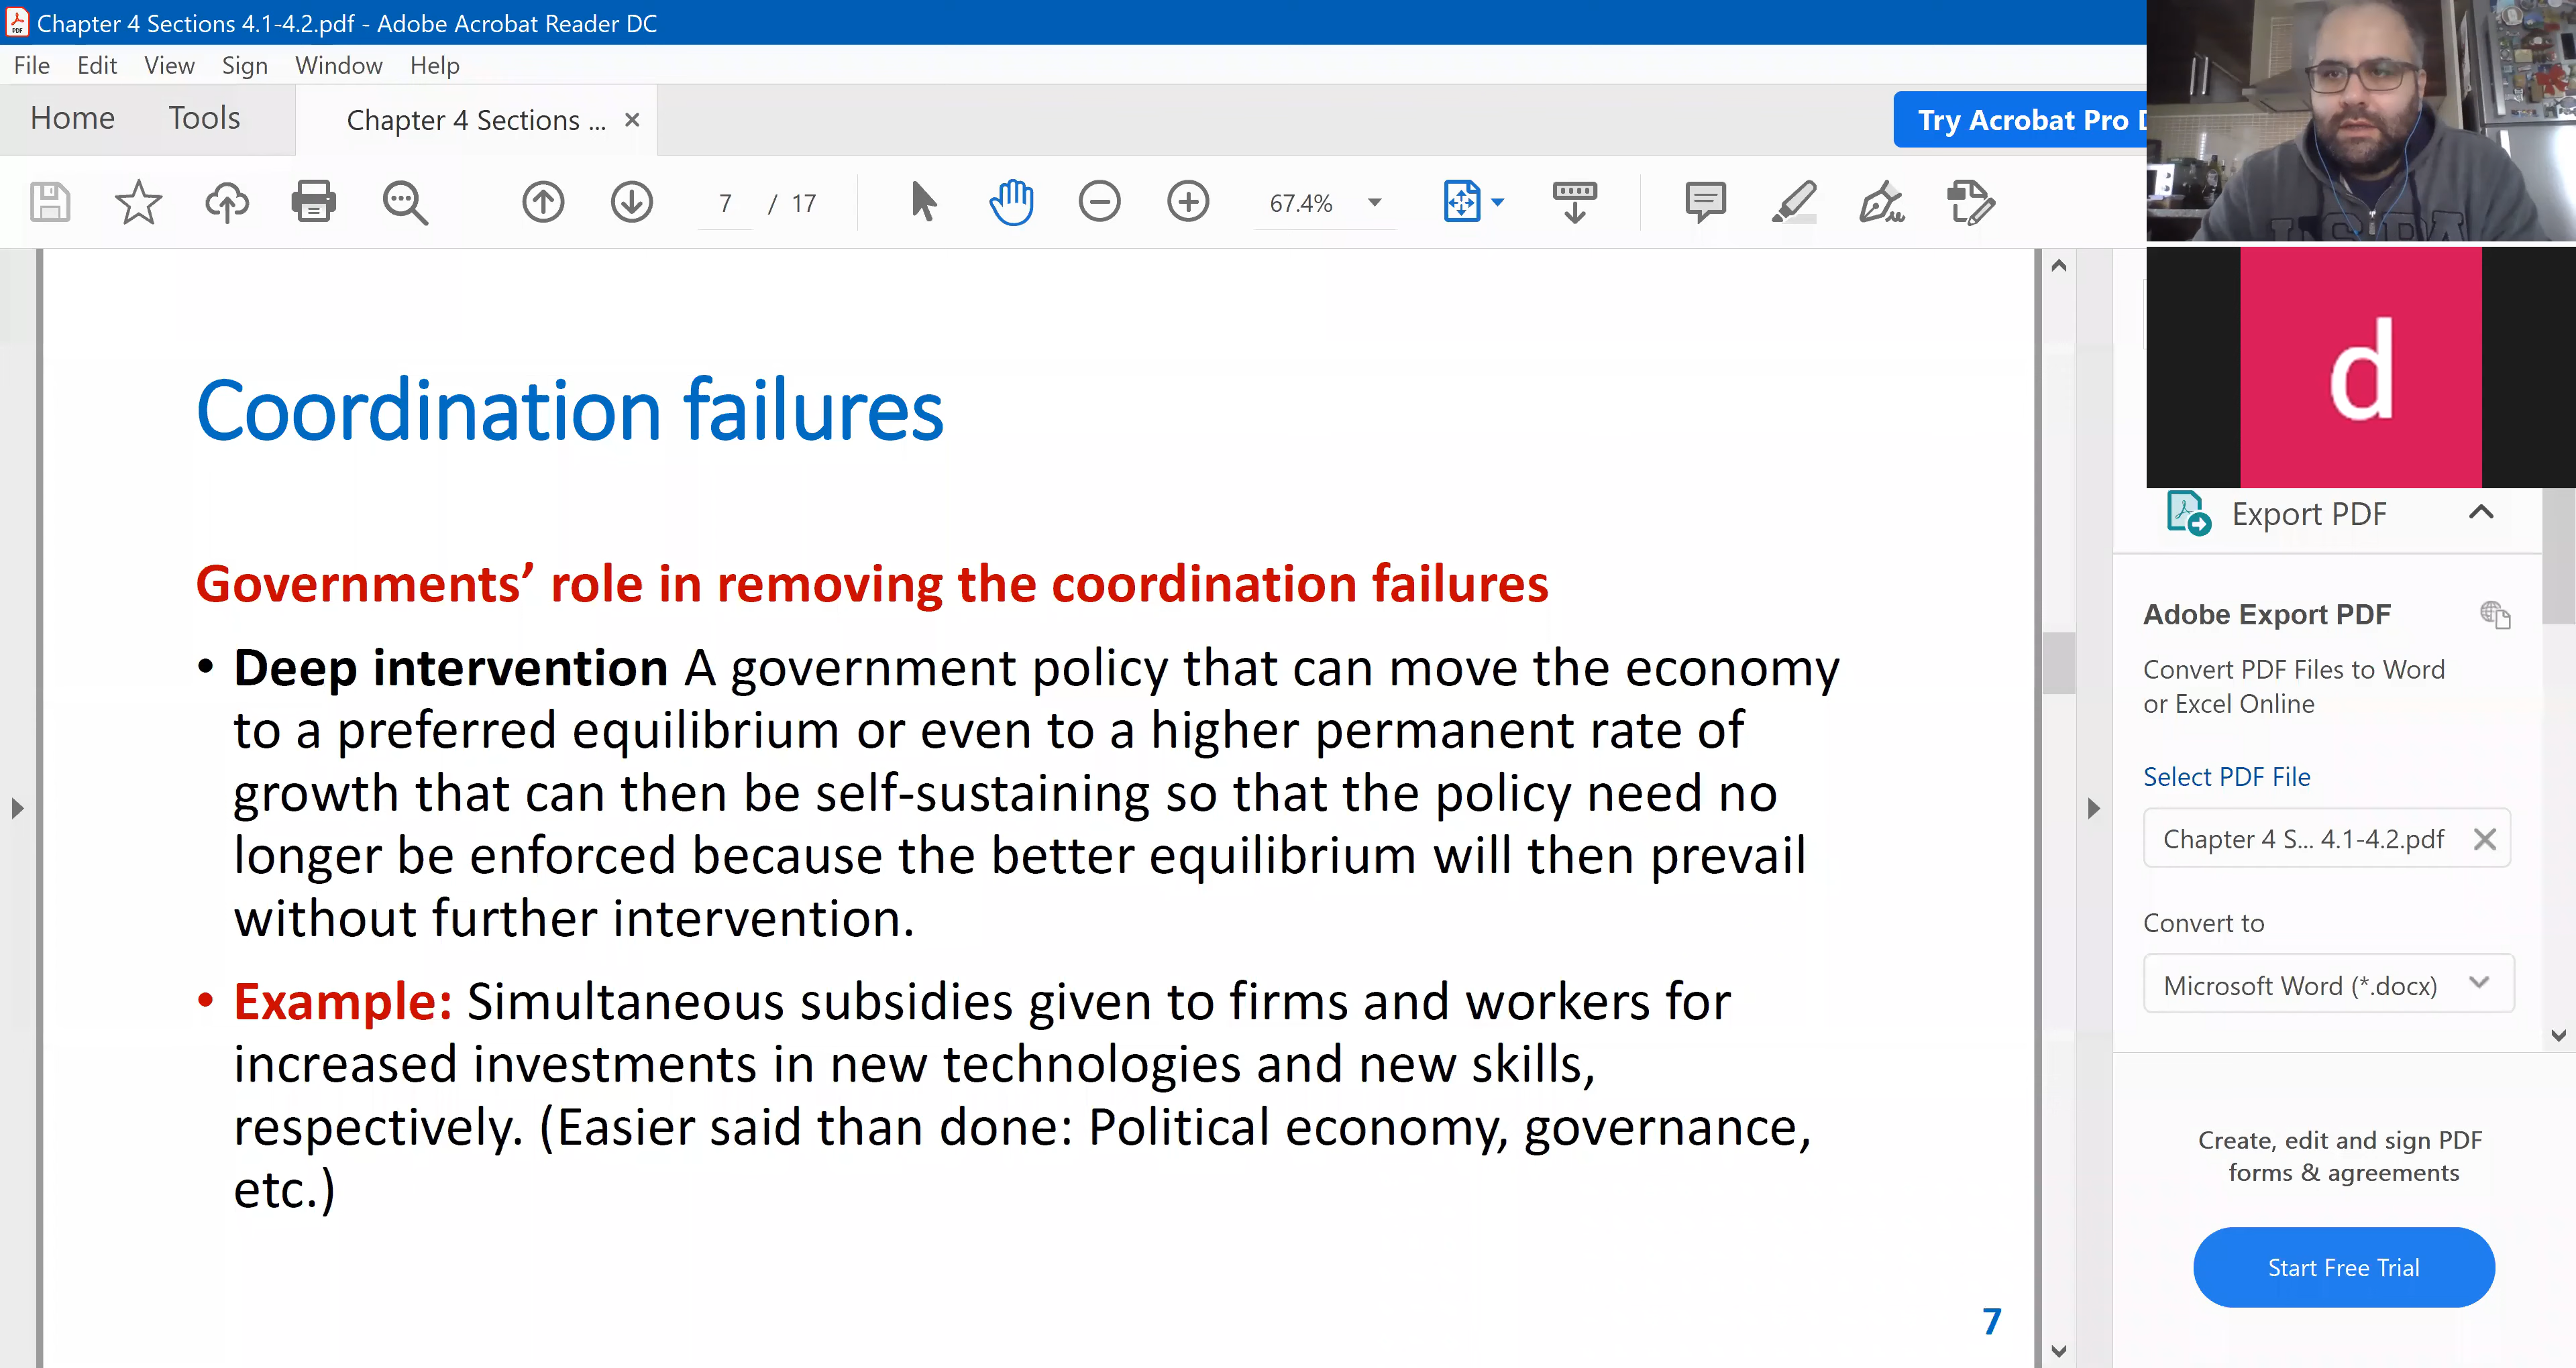 Chapter 4 Sections 4.1-4.2.pdf - Adobe Acrobat Reader DC
File Edit View Sign Window Help
Home Tools Chapter 4 Sections ... ×
Try Acrobat Pro
7 / 17 67.4%
Coordination failures
Governments’ role in removing the coordination failures
• Deep intervention A government policy that can move the economy
to a preferred equilibrium or even to a higher permanent rate of
growth that can then be self-sustaining so that the policy need no
longer be enforced because the better equilibrium will then prevail
without further intervention.
• Example: Simultaneous subsidies given to firms and workers for
increased investments in new technologies and new skills,
respectively. (Easier said than done: Political economy, governance,
etc.)
7
d
Export PDF
Adobe Export PDF
Convert PDF Files to Word
or Excel Online
Select PDF File
Chapter 4 S... 4.1-4.2.pdf
Convert to
Microsoft Word (*.docx)
Create, edit and sign PDF
forms & agreements
Start Free Trial